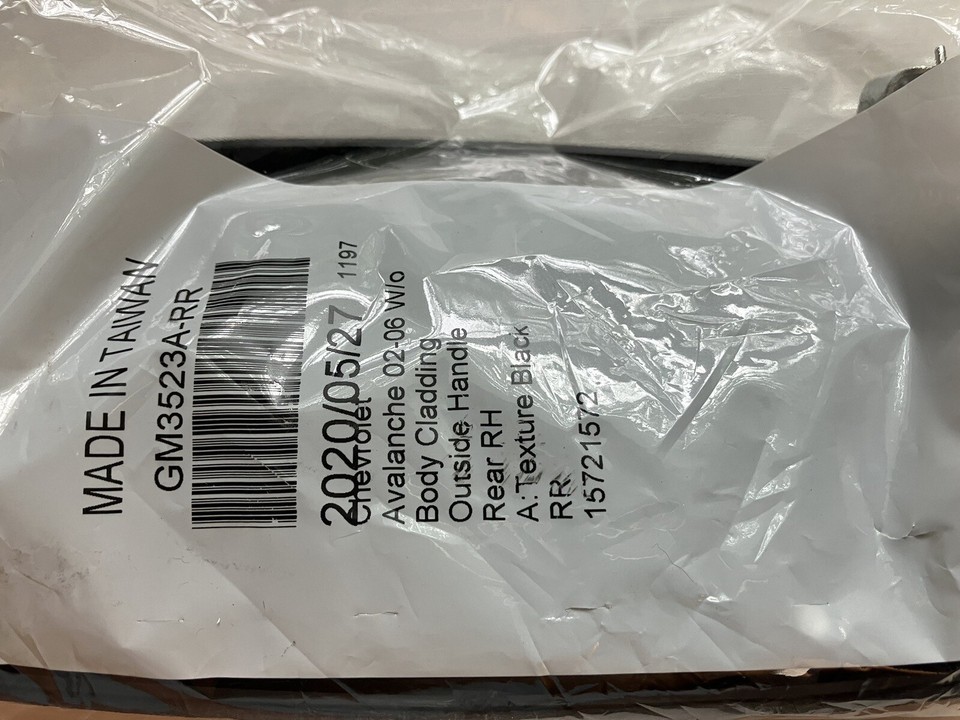 MADE IN TAIWAN
GM3523A-RR
2020/05/27 1197
Chevrolet
Avalanche 02-06 W/o
Body Cladding
Outside Handle
Rear RH
A:Texture Black
RR
15721572